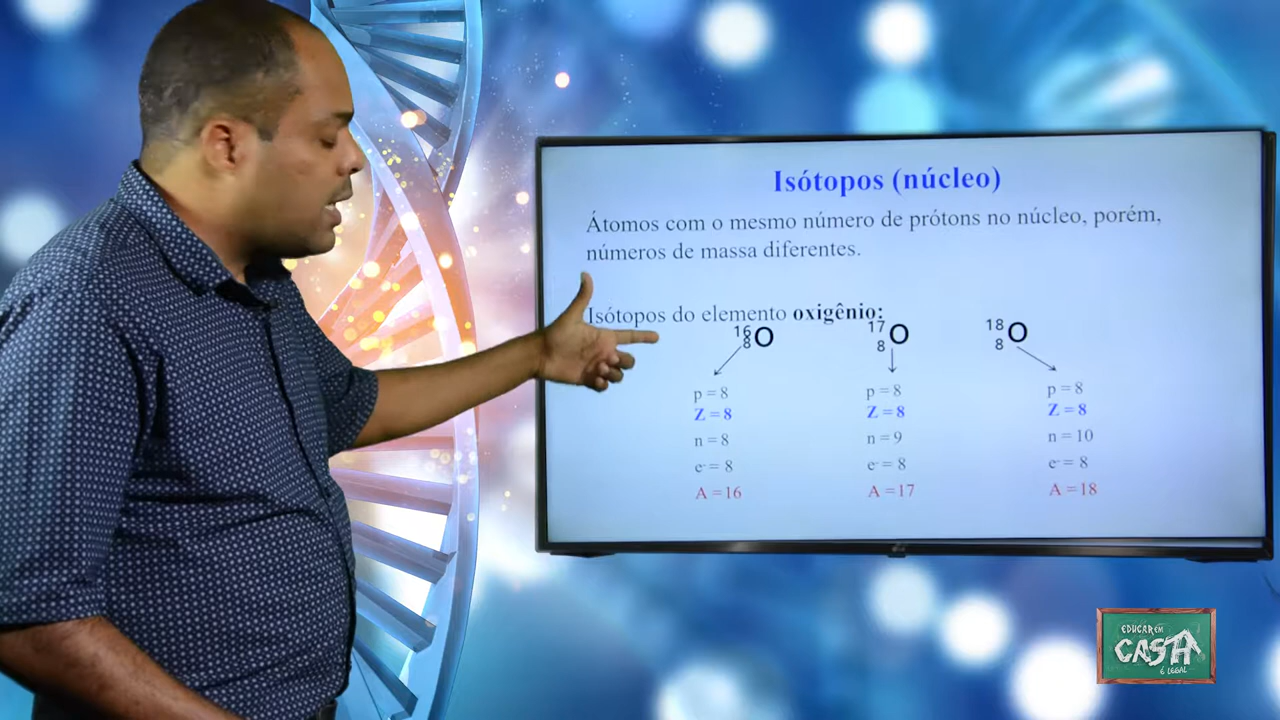 Isótopos (núcleo)
Átomos com o mesmo número de prótons no núcleo, porém,
números de massa diferentes.
Isótopos do elemento oxigênio:
16 8 O 17 8 O 18 8 O
p = 8 p = 8 p = 8
Z = 8 Z = 8 Z = 8
n = 8 n = 9 n = 10
e- = 8 e- = 8 e- = 8
A = 16 A = 17 A = 18
EDUCAR EM
CASA
É LEGAL